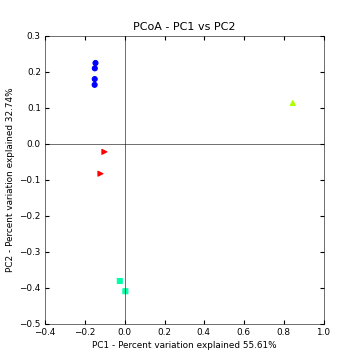 PCoA - PC1 vs PC2
0.3
0.2
0.1
0.0
−0.1
−0.2
−0.3
−0.4
−0.5
PC2 - Percent variation explained 32.74%
−0.4 −0.2 0.0 0.2 0.4 0.6 0.8 1.0
PC1 - Percent variation explained 55.61%